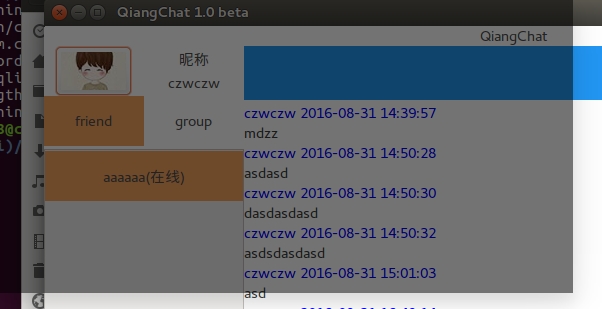 QiangChat 1.0 beta
QiangChat
昵称
czwczw
friend
group
aaaaaa(在线)
czwczw 2016-08-31 14:39:57
mdzz
czwczw 2016-08-31 14:50:28
asdasd
czwczw 2016-08-31 14:50:30
dasdasdasd
czwczw 2016-08-31 14:50:32
asdsdasdasd
czwczw 2016-08-31 15:01:03
asd